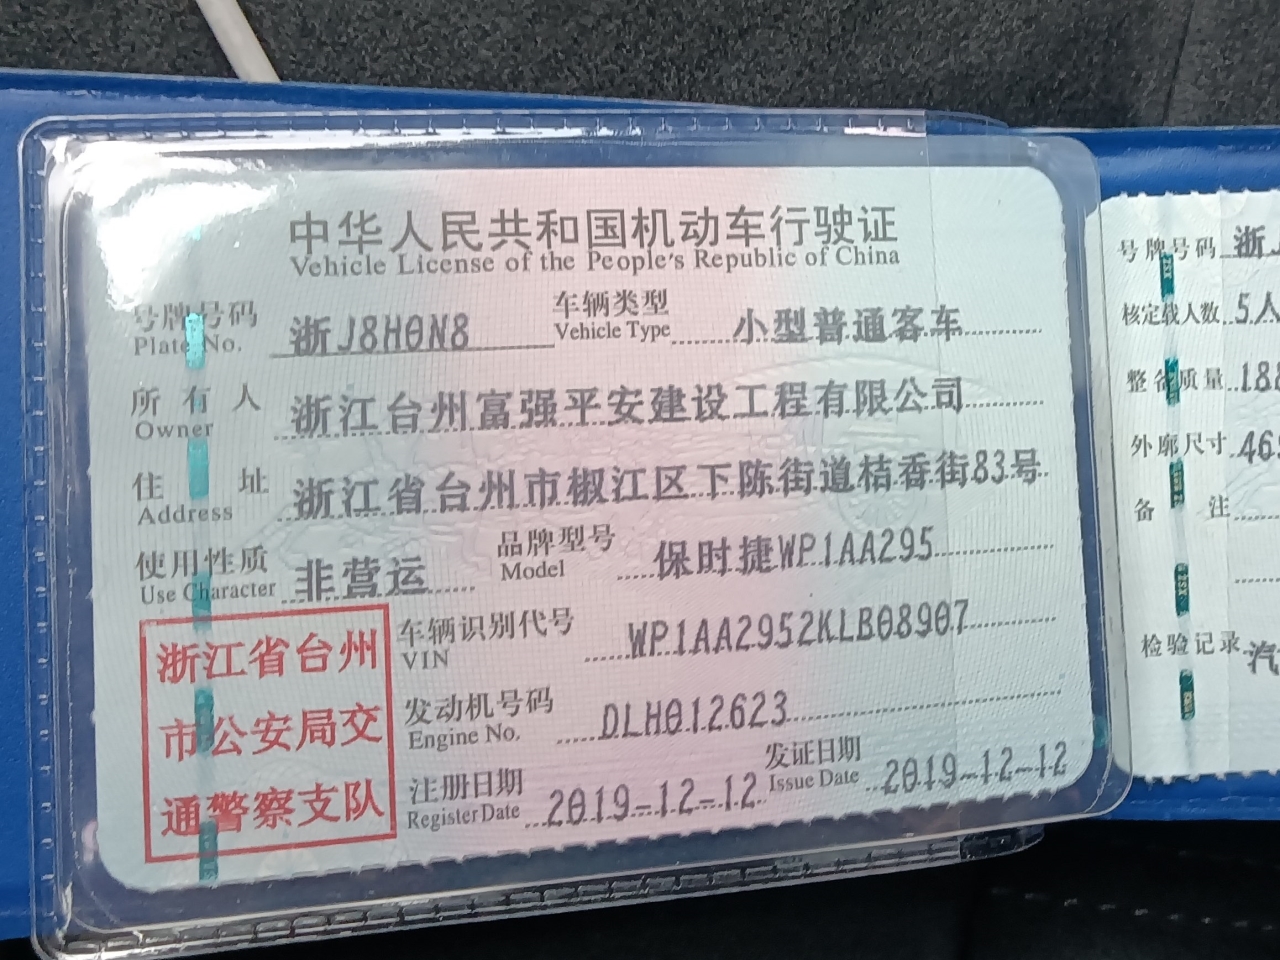 中华人民共和国机动车行驶证
Vehicle License of the People's Republic of China
号牌号码 浙J8H0N8 车辆类型 小型普通客车
Plate No. Vehicle Type
所有人 浙江台州富强平安建设工程有限公司
Owner
住址 浙江省台州市椒江区下陈街道桔香街83号
Address
使用性质 非营运 品牌型号 保时捷WP1AA295
Use Character Model
车辆识别代号 WP1AA2952KLB08907
VIN
发动机号码 DLH012623
Engine No.
注册日期 2019-12-12 发证日期 2019-12-12
Register Date Issue Date
浙江省台州
市公安局交
通警察支队
号牌号码 浙
核定载人数 5人
整备质量 188
外廓尺寸 465
备注
检验记录 汽